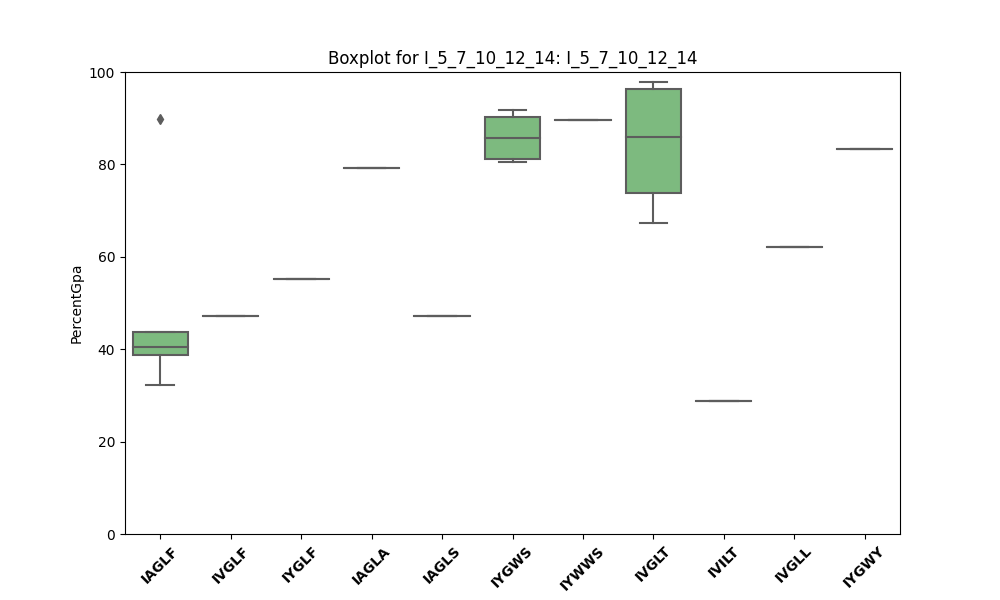 Boxplot for I_5_7_10_12_14: I_5_7_10_12_14
PercentGpa
100
80
60
40
20
0
IAGLF
IVGLF
IYGLF
IAGLA
IAGLS
IYGWS
IYWWS
IVGLT
IVILT
IVGLL
IYGWY